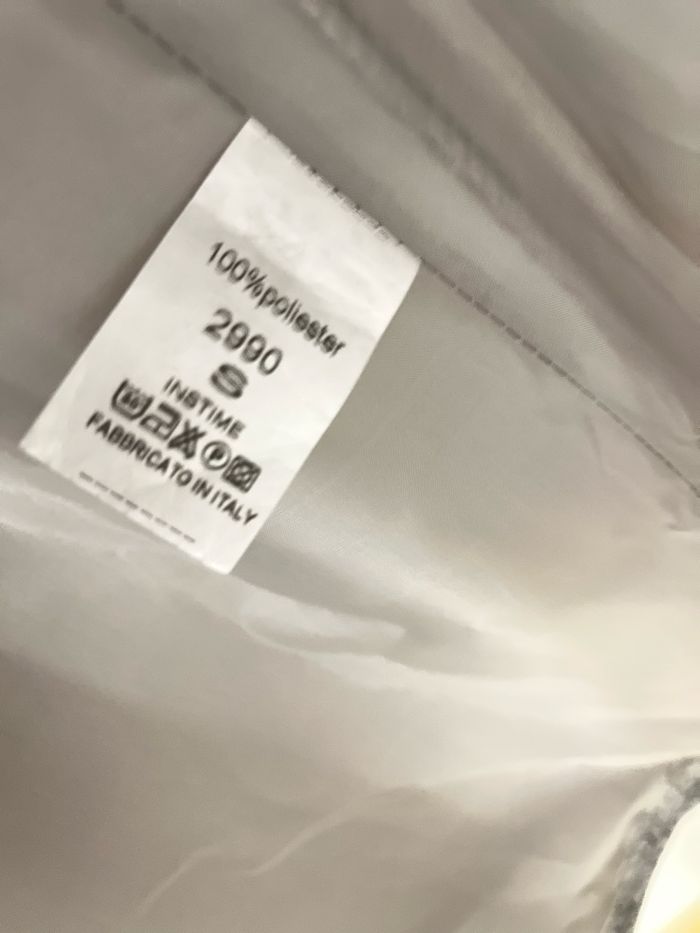 100%poliester
2990
S
INSTIME
P
FABBRICATO IN ITALY